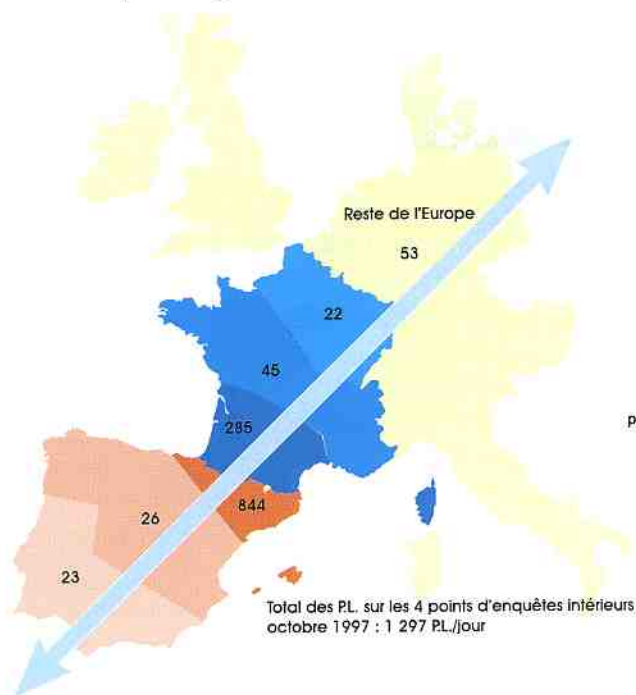 Reste de l'Europe
53
22
45
285
844
26
23
p
Total des P.L. sur les 4 points d'enquêtes intérieurs
octobre 1997 : 1 297 P.L./jour